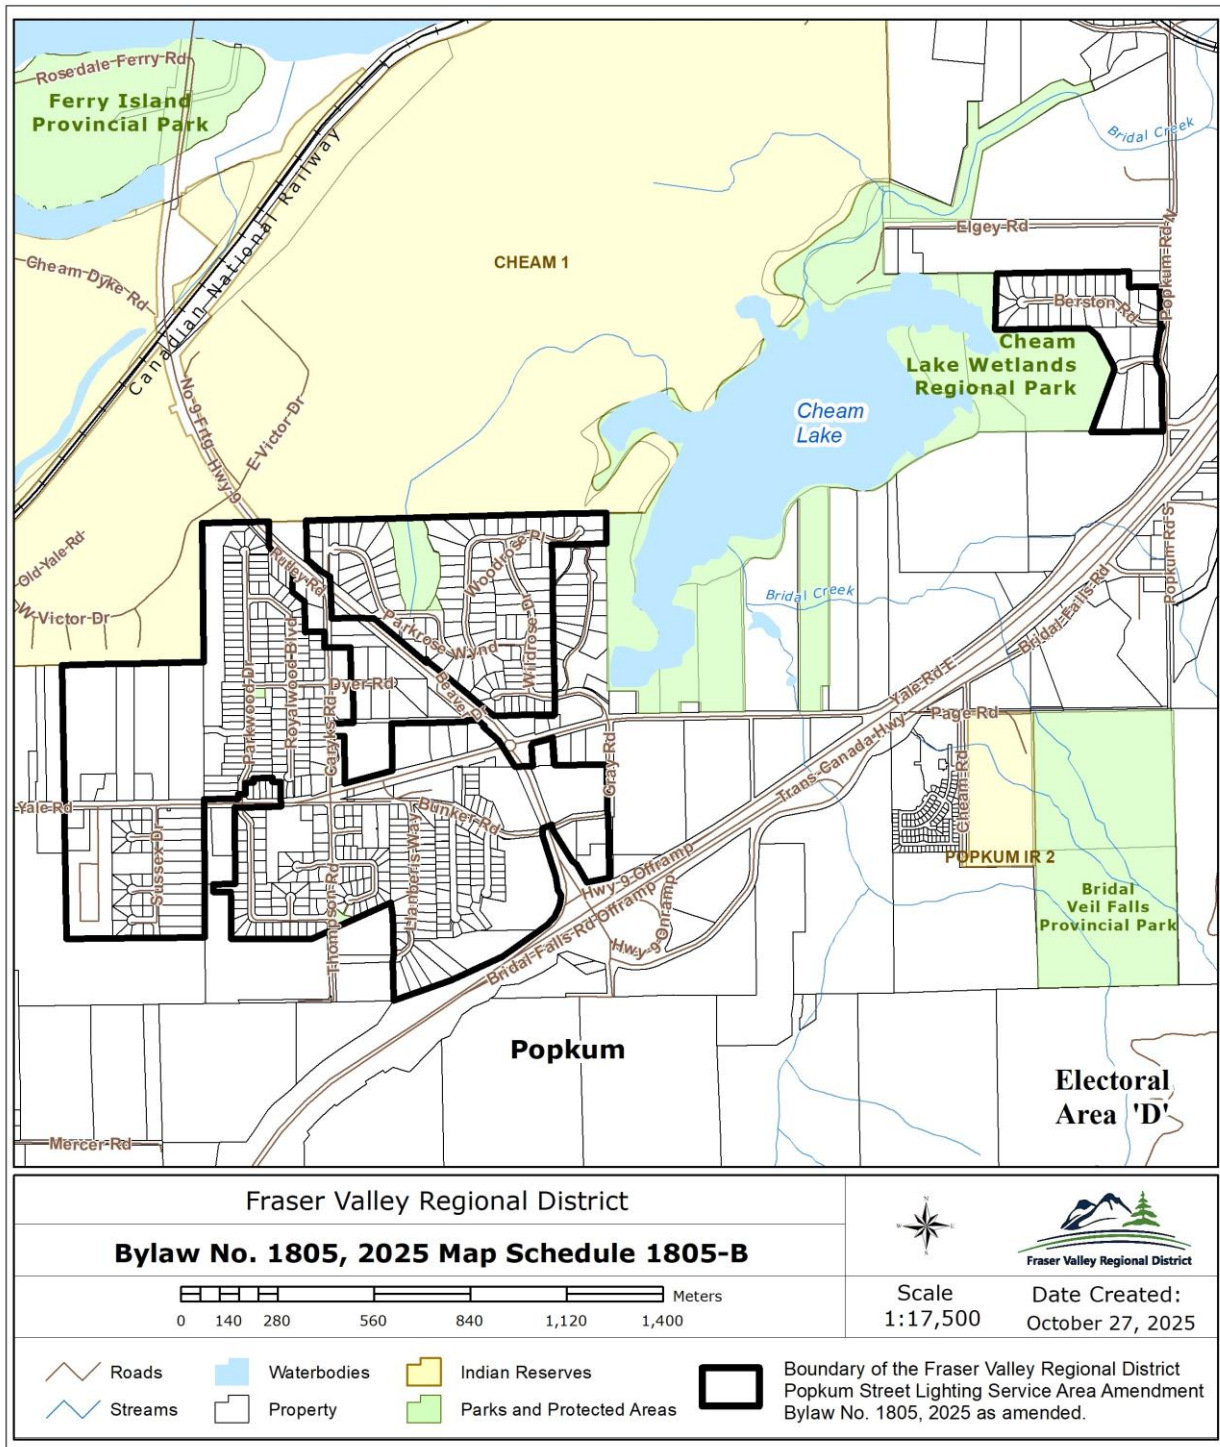 Rosedale-Ferry-Rd
Ferry Island
Provincial Park
Canadian National Railway
Cheam-Dyke-Rd
CHEAM 1
Bridal Creek
Elgey-Rd
Popkum-Rd-N
Berston-Rd
Cheam
Lake Wetlands
Regional Park
Cheam
Lake
No-9-Frtg
Hwy-9
E-Victor-Dr
Old-Yale-Rd
W-Victor-Dr
Rutley-Rd
Woodrose-Pl
Parkrose-Wynd
Wildrose-Dr
Parkwood-Dr
Royalwood-Blvd
Dyer-Rd
Caryks-Rd
Gray-Rd
Bridal Creek
Popkum-Rd-S
Bridal-Falls-Rd
Yale-Rd-E
Page-Rd
Trans-Canada-Hwy
Cheam-Rd
Yale-Rd
Sussex-Dr
Bunker-Rd
Llanberis-Way
Thompson-Rd
POPKUM IR 2
Hwy-9-Offramp
Bridal-Falls-Rd Offramp
Hwy-9-Onramp
Bridal
Veil Falls
Provincial Park
Popkum
Electoral
Area 'D'
Mercer-Rd
Fraser Valley Regional District
Bylaw No. 1805, 2025 Map Schedule 1805-B
Meters
0 140 280 560 840 1,120 1,400
N
Fraser Valley Regional District
Scale
1:17,500
Date Created:
October 27, 2025
Roads
Waterbodies
Indian Reserves
Streams
Property
Parks and Protected Areas
Boundary of the Fraser Valley Regional District
Popkum Street Lighting Service Area Amendment
Bylaw No. 1805, 2025 as amended.